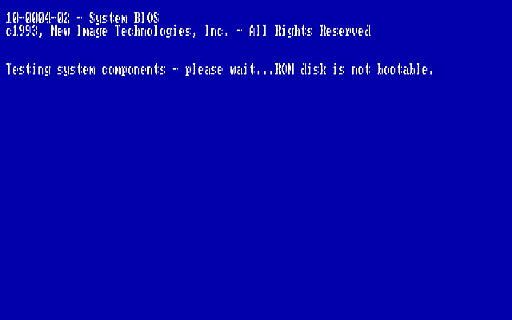 10-0004-02 - System BIOS
c1993, New Image Technologies, Inc. - All Rights Reserved
Testing system components - please wait...ROM disk is not bootable.